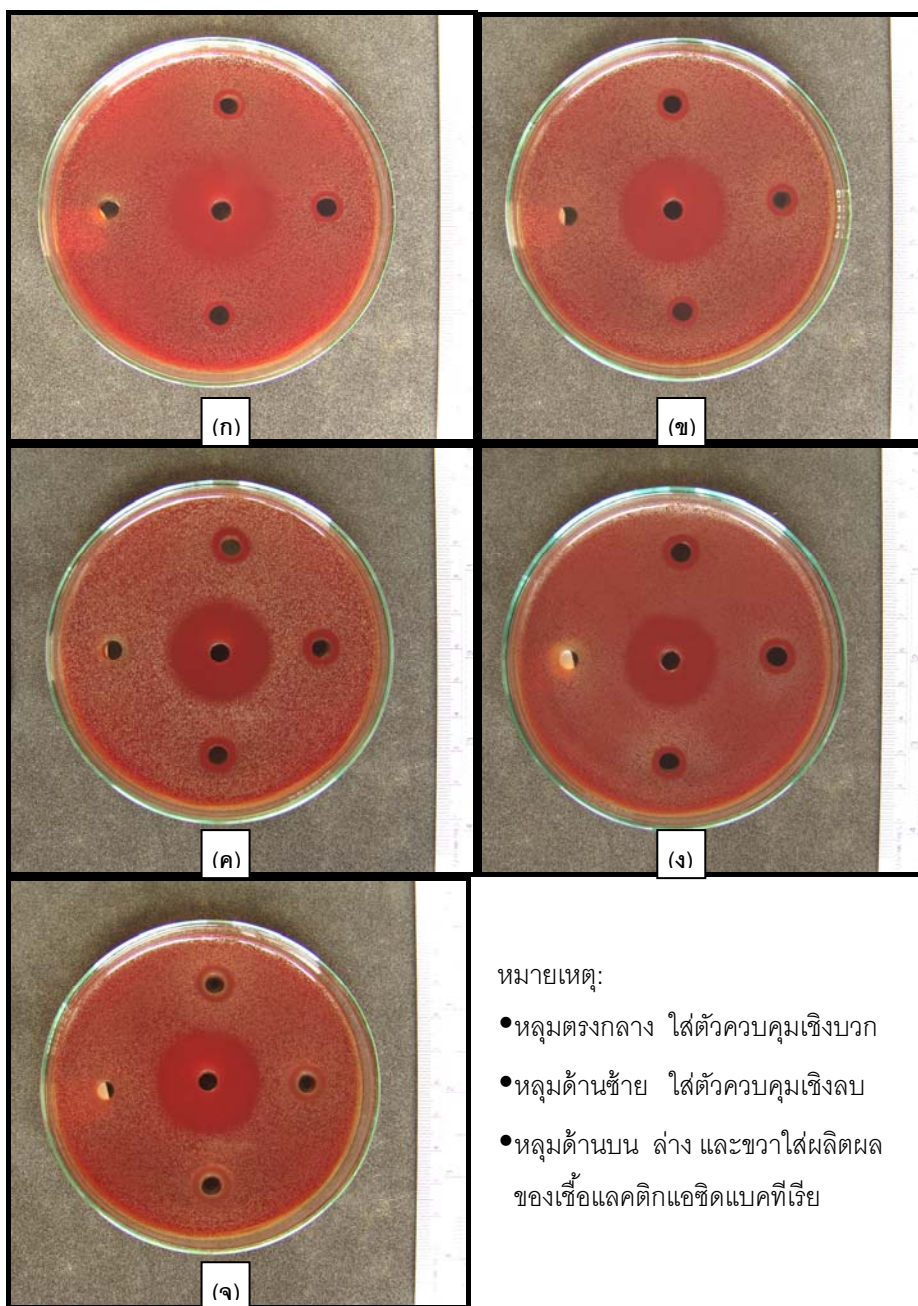 (ก)
(ข)
(ค)
(ง)
(จ)
หมายเหตุ:
•หลุมตรงกลาง ใส่ตัวควบคุมเชิงบวก
•หลุมด้านซ้าย ใส่ตัวควบคุมเชิงลบ
•หลุมด้านบน ล่าง และขวาใส่ผลิตผล
ของเชื้อแลคติกแอซิดแบคทีเรีย